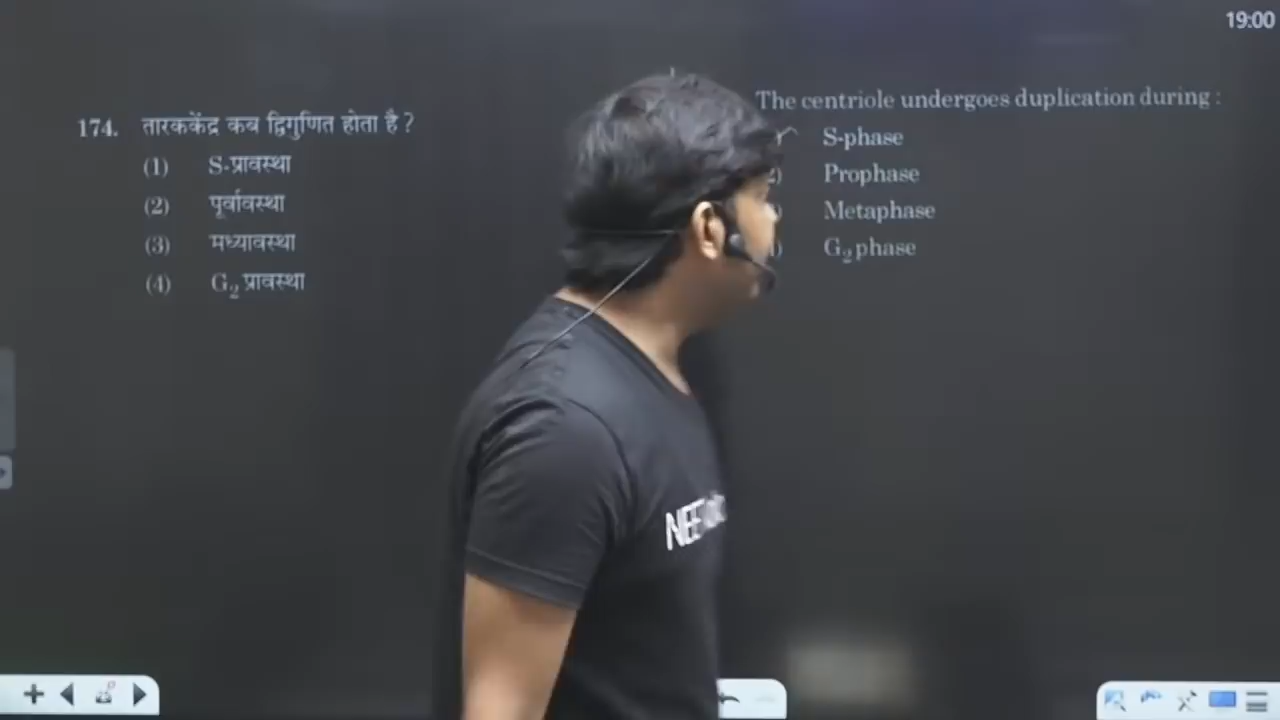 19:00
174. तारककेंद्र कब द्विगुणित होता है ?
(1) S-प्रावस्था
(2) पूर्वावस्था
(3) मध्यावस्था
(4) G₂ प्रावस्था
The centriole undergoes duplication during :
S-phase
Prophase
Metaphase
G₂ phase
NEE